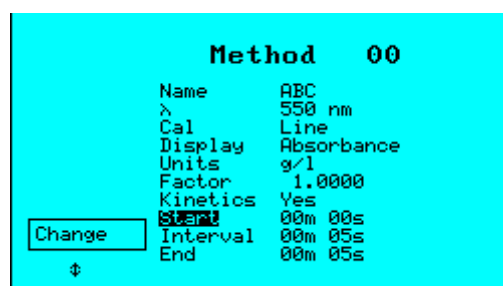 Method 00
Name ABC
λ 550 nm
Cal Line
Display Absorbance
Units g/l
Factor 1.0000
Kinetics Yes
Start 00m 00s
Interval 00m 05s
End 00m 05s
Change